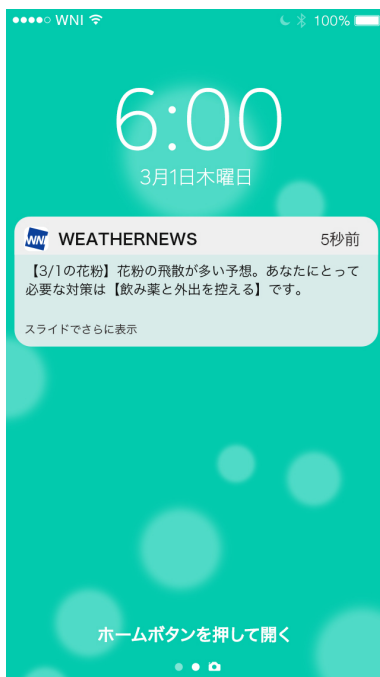 WNI 100%
6:00
3月1日木曜日
WNI WEATHERNEWS 5秒前
【3/1の花粉】花粉の飛散が多い予想。あなたにとって
必要な対策は【飲み薬と外出を控える】です。
スライドでさらに表示
ホームボタンを押して開く